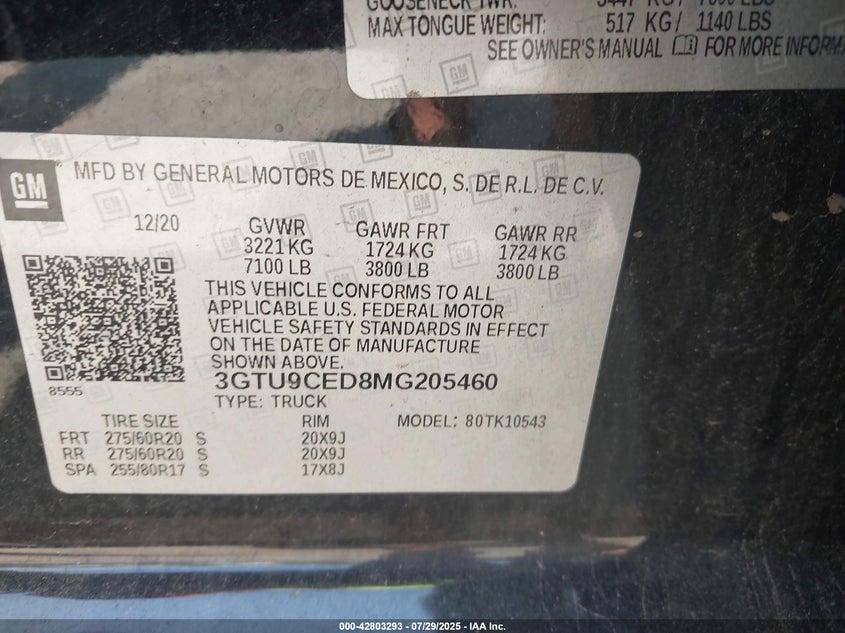 MAX TONGUE WEIGHT: 517 KG/ 1140 LBS
SEE OWNER'S MANUAL FOR MORE
GM
MFD BY GENERAL MOTORS DE MEXICO, S. DE R.L. DE C.V.
12/20 GVWR GAWR FRT GAWR RR
3221 KG 1724 KG 1724 KG
7100 LB 3800 LB 3800 LB
THIS VEHICLE CONFORMS TO ALL
APPLICABLE U.S. FEDERAL MOTOR
VEHICLE SAFETY STANDARDS IN EFFECT
ON THE DATE OF MANUFACTURE
SHOWN ABOVE.
3GTU9CED8MG205460
8555
TYPE: TRUCK
TIRE SIZE RIM MODEL: 80TK10543
FRT 275/60R20 S 20X9J
RR 275/60R20 S 20X9J
SPA 255/80R17 S 17X8J
000-42803293 - 07/29/2025 - IAA Inc.